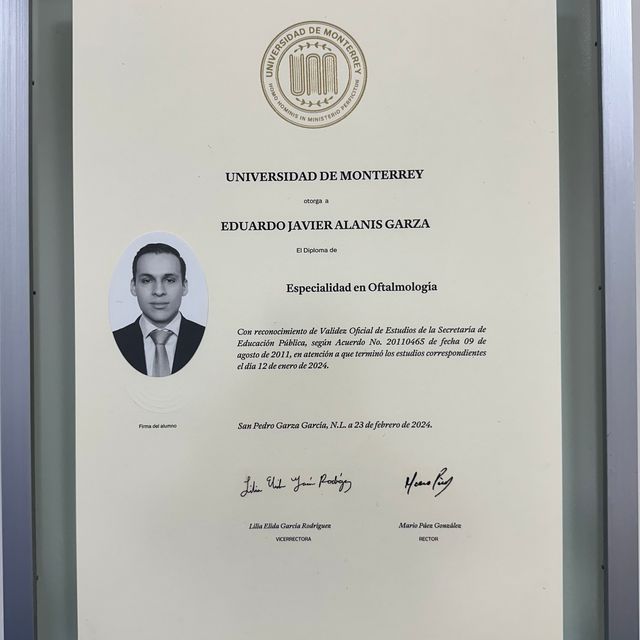 UNIVERSIDAD DE MONTERREY
HOMO HOMINIS IN MINISTERIO PERFICITUR
UNIVERSIDAD DE MONTERREY
otorga a
EDUARDO JAVIER ALANIS GARZA
El Diploma de
Especialidad en Oftalmología
Con reconocimiento de Validez Oficial de Estudios de la Secretaría de
Educación Pública, según Acuerdo No. 20110465 de fecha 09 de
agosto de 2011, en atención a que terminó los estudios correspondientes
el día 12 de enero de 2024.
Firma del alumno
San Pedro Garza García, N.L. a 23 de febrero de 2024.
Lilia Elida García Rodríguez
Mario Páez González
VICERRECTORA
RECTOR